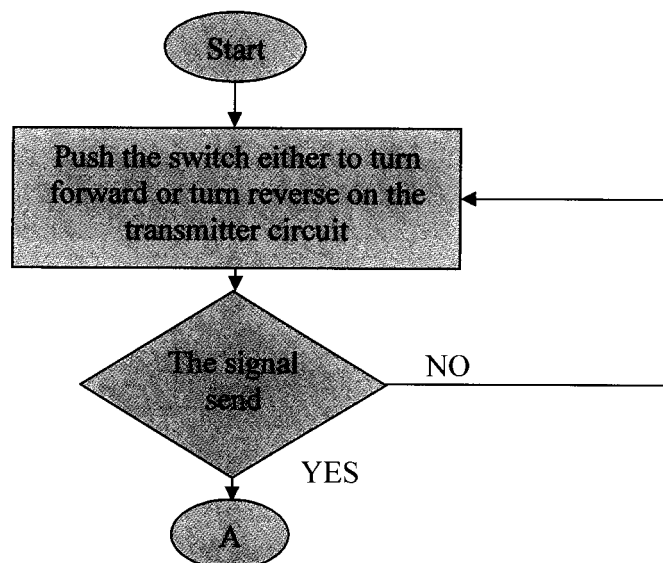 Start
Push the switch either to turn
forward or turn reverse on the
transmitter circuit
The signal
send
NO
YES
A